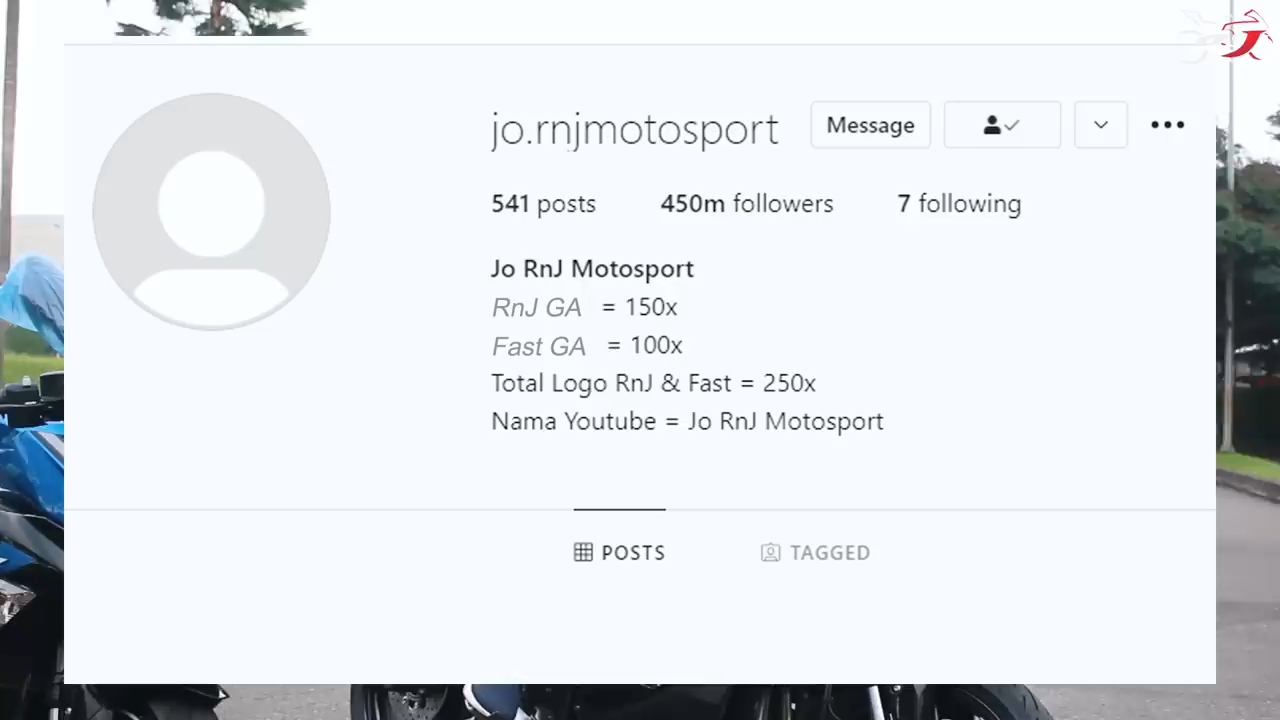 jo.rnjmotosport Message
541 posts 450m followers 7 following
Jo RnJ Motosport
RnJ GA = 150x
Fast GA = 100x
Total Logo RnJ & Fast = 250x
Nama Youtube = Jo RnJ Motosport
POSTS TAGGED